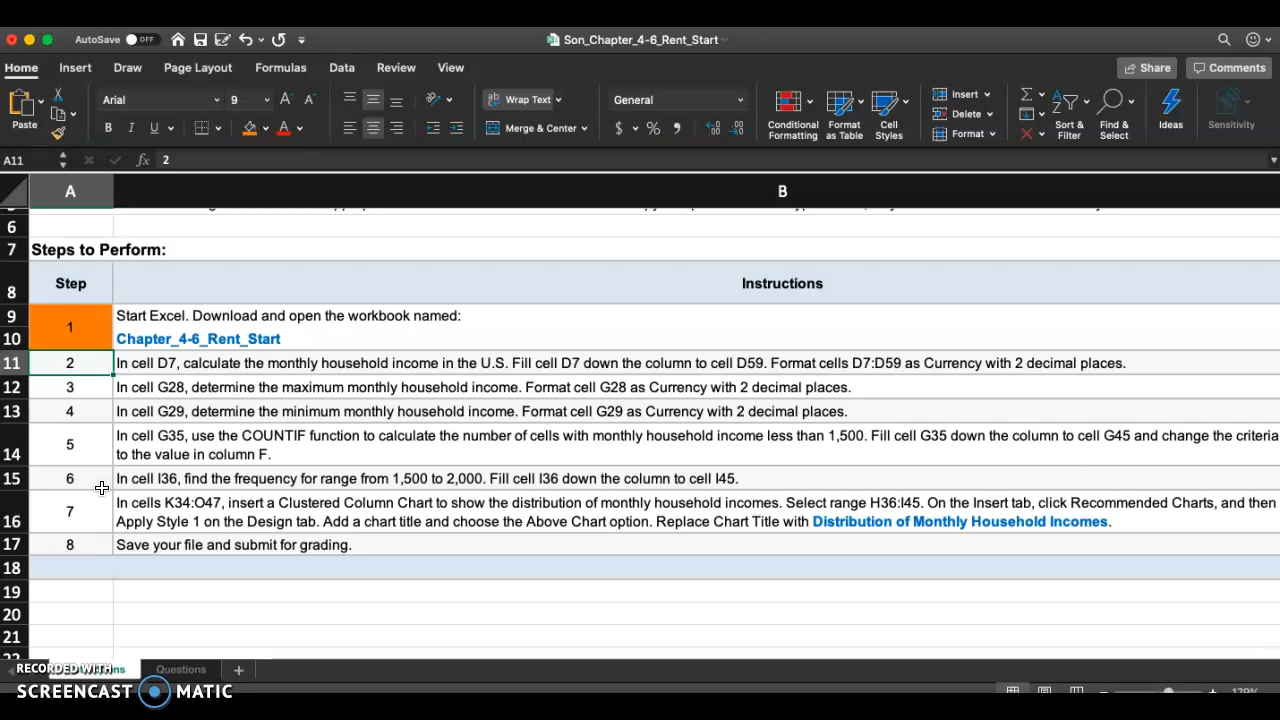 AutoSave OFF
Son_Chapter_4-6_Rent_Start
Home Insert Draw Page Layout Formulas Data Review View Share Comments
Paste
Arial 9
B I U
Wrap Text
Merge & Center
General
$ %
Conditional Formatting
Format as Table
Cell Styles
Insert
Delete
Format
Sort & Filter
Find & Select
Ideas
Sensitivity
A11 fx 2
A B
6
7 Steps to Perform:
8 Step Instructions
9 1 Start Excel. Download and open the workbook named:
10 Chapter_4-6_Rent_Start
11 2 In cell D7, calculate the monthly household income in the U.S. Fill cell D7 down the column to cell D59. Format cells D7:D59 as Currency with 2 decimal places.
12 3 In cell G28, determine the maximum monthly household income. Format cell G28 as Currency with 2 decimal places.
13 4 In cell G29, determine the minimum monthly household income. Format cell G29 as Currency with 2 decimal places.
14 5 In cell G35, use the COUNTIF function to calculate the number of cells with monthly household income less than 1,500. Fill cell G35 down the column to cell G45 and change the criteria
to the value in column F.
15 6 In cell I36, find the frequency for range from 1,500 to 2,000. Fill cell I36 down the column to cell I45.
16 7 In cells K34:O47, insert a Clustered Column Chart to show the distribution of monthly household incomes. Select range H36:I45. On the Insert tab, click Recommended Charts, and then
Apply Style 1 on the Design tab. Add a chart title and choose the Above Chart option. Replace Chart Title with Distribution of Monthly Household Incomes.
17 8 Save your file and submit for grading.
18
19
20
21
Questions
RECORDED WITH
SCREENCAST MATIC
179%